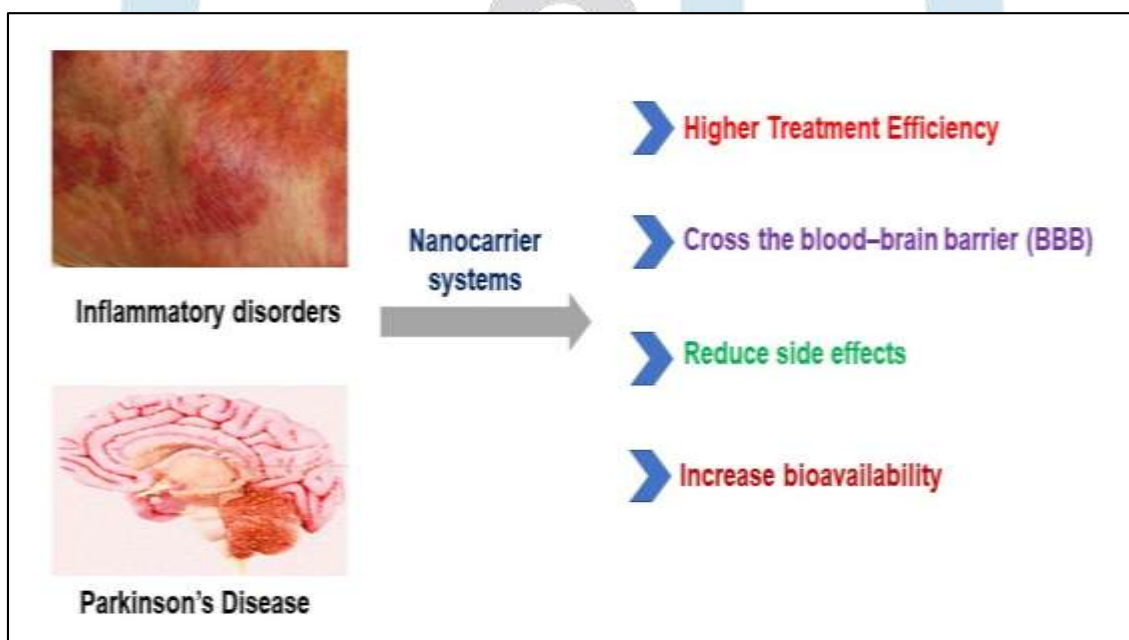 Inflammatory disorders
Parkinson's Disease
Nanocarrier
systems
Higher Treatment Efficiency
Cross the blood–brain barrier (BBB)
Reduce side effects
Increase bioavailability